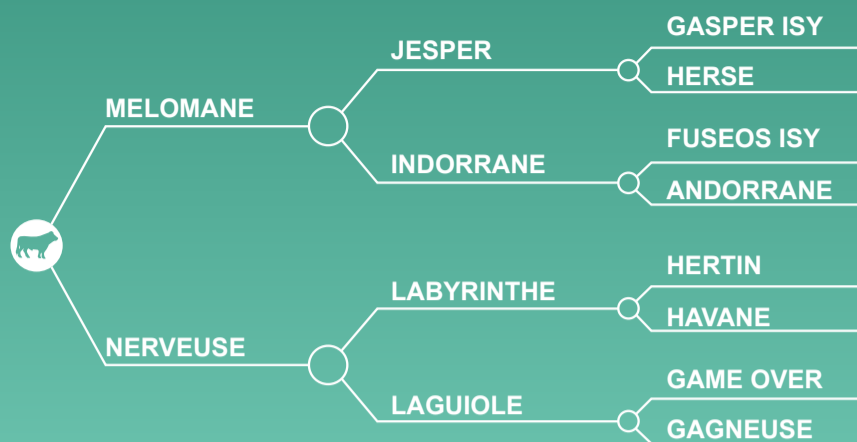 GASPER ISY
JESPER
HERSE
MELOMANE
FUSEOS ISY
INDORRANE
ANDORRANE
HERTIN
LABYRINTHE
HAVANE
NERVEUSE
GAME OVER
LAGUIOLE
GAGNEUSE